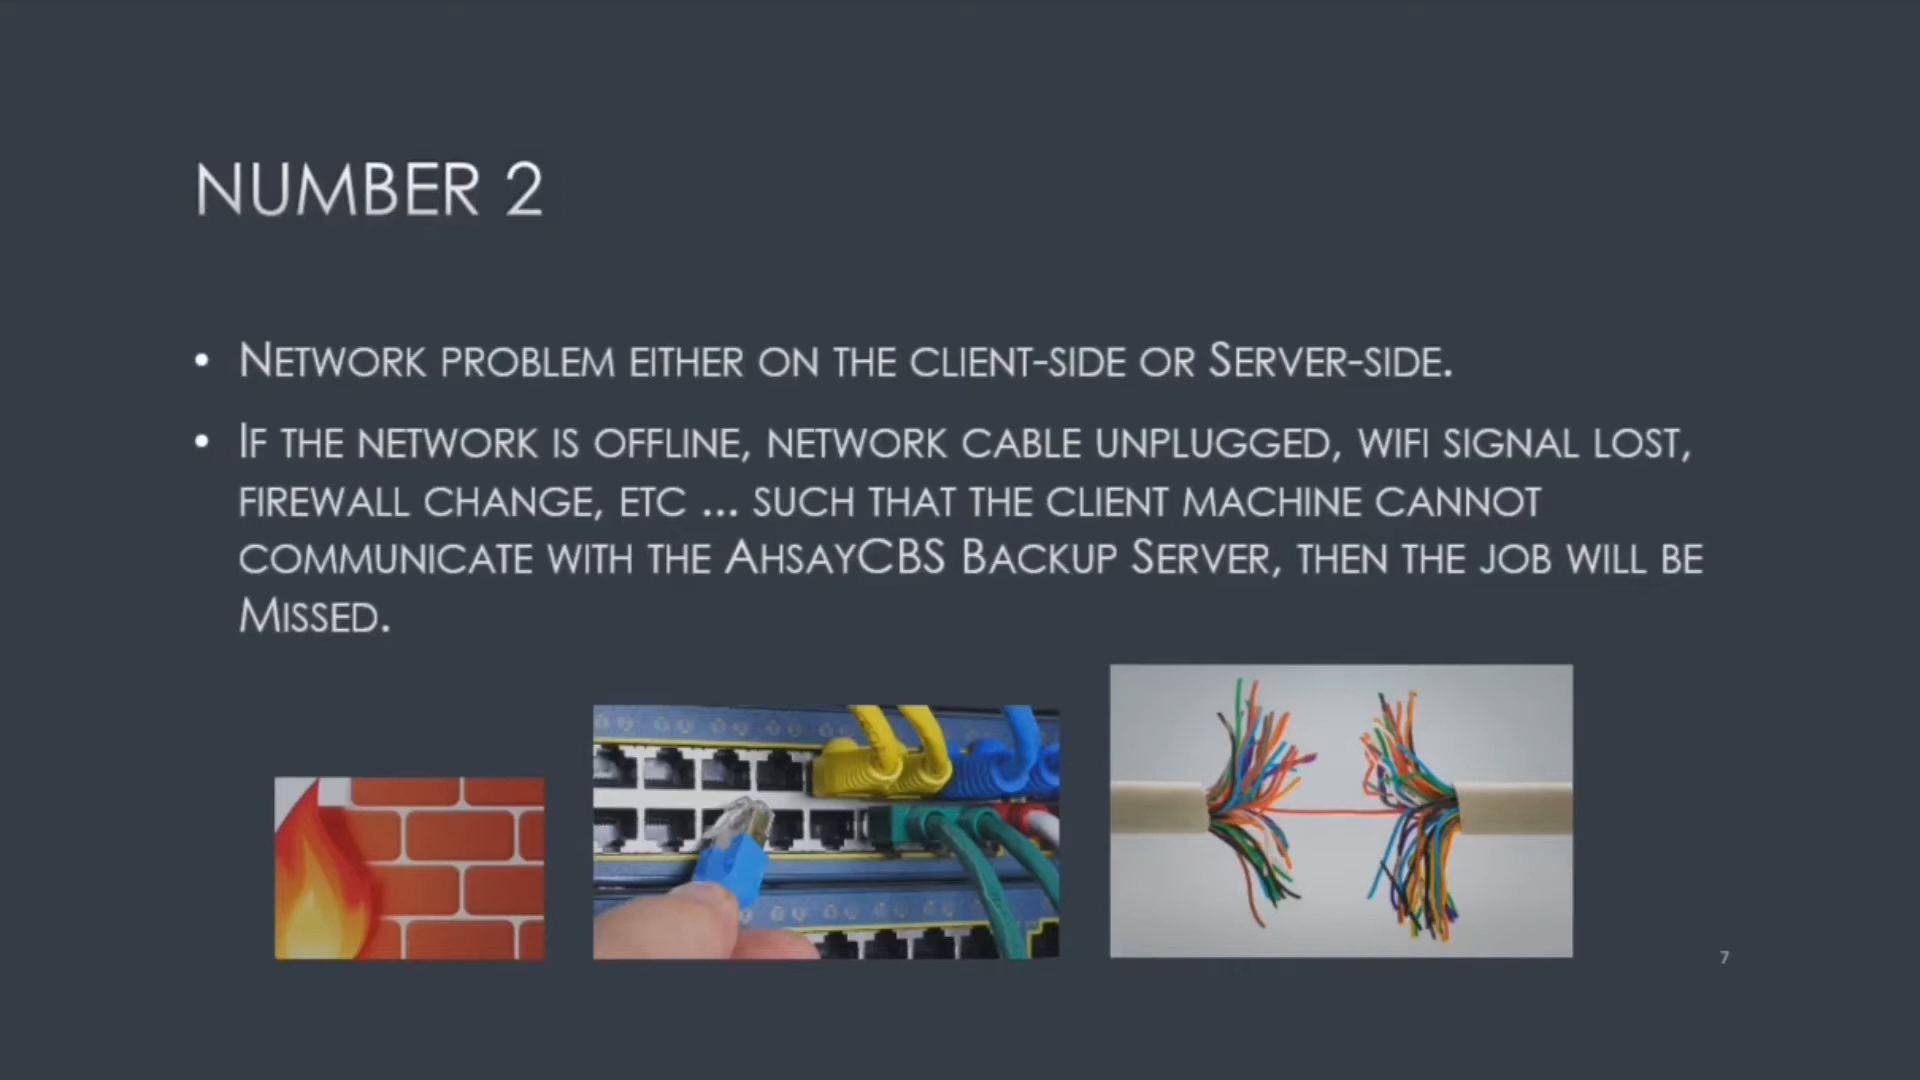 NUMBER 2
• NETWORK PROBLEM EITHER ON THE CLIENT-SIDE OR SERVER-SIDE.
• IF THE NETWORK IS OFFLINE, NETWORK CABLE UNPLUGGED, WIFI SIGNAL LOST,
FIREWALL CHANGE, ETC ... SUCH THAT THE CLIENT MACHINE CANNOT
COMMUNICATE WITH THE AHSAYCBS BACKUP SERVER, THEN THE JOB WILL BE
MISSED.
7